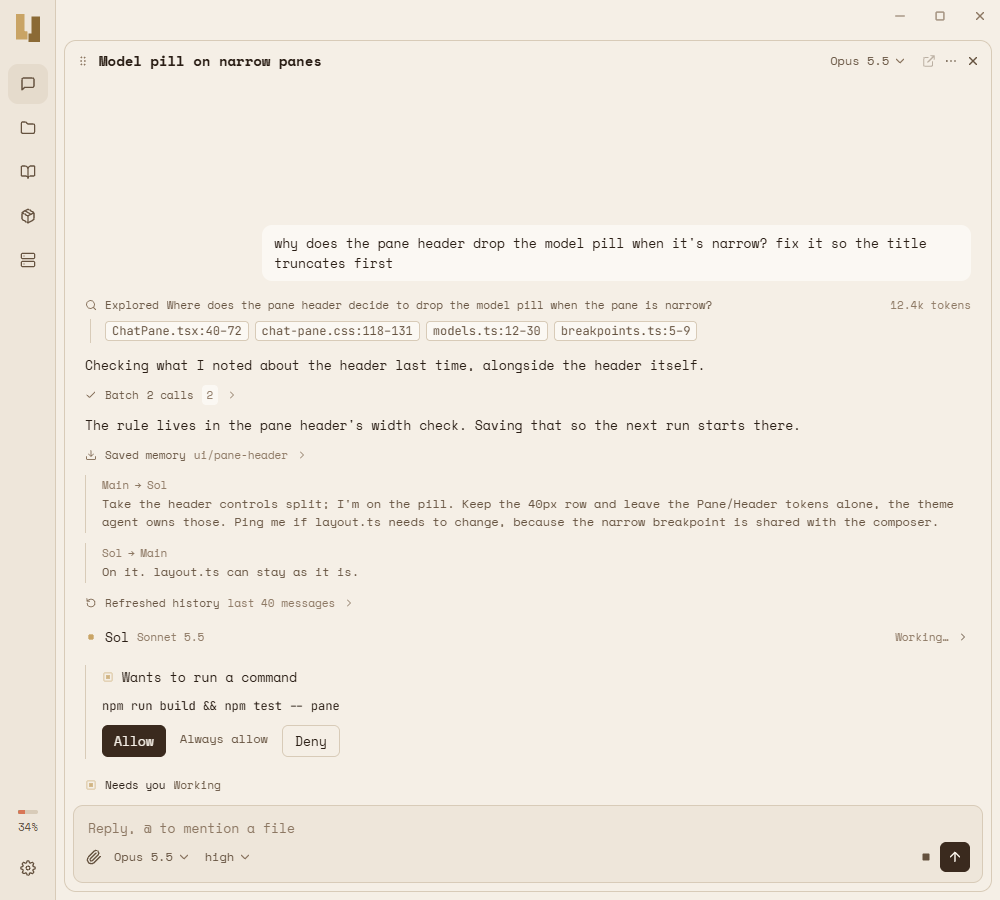 Model pill on narrow panes
Opus 5.5
why does the pane header drop the model pill when it's narrow? fix it so the title
truncates first
Explored Where does the pane header decide to drop the model pill when the pane is narrow?
12.4k tokens
ChatPane.tsx:40–72 chat-pane.css:118–131 models.ts:12–30 breakpoints.ts:5–9
Checking what I noted about the header last time, alongside the header itself.
Batch 2 calls 2
The rule lives in the pane header's width check. Saving that so the next run starts there.
Saved memory ui/pane-header
Main → Sol
Take the header controls split; I'm on the pill. Keep the 40px row and leave the Pane/Header tokens alone, the theme
agent owns those. Ping me if layout.ts needs to change, because the narrow breakpoint is shared with the composer.
Sol → Main
On it. layout.ts can stay as it is.
Refreshed history last 40 messages
Sol Sonnet 5.5
Working…
Wants to run a command
npm run build && npm test -- pane
Allow Always allow Deny
Needs you Working
Reply, @ to mention a file
Opus 5.5 high
34%